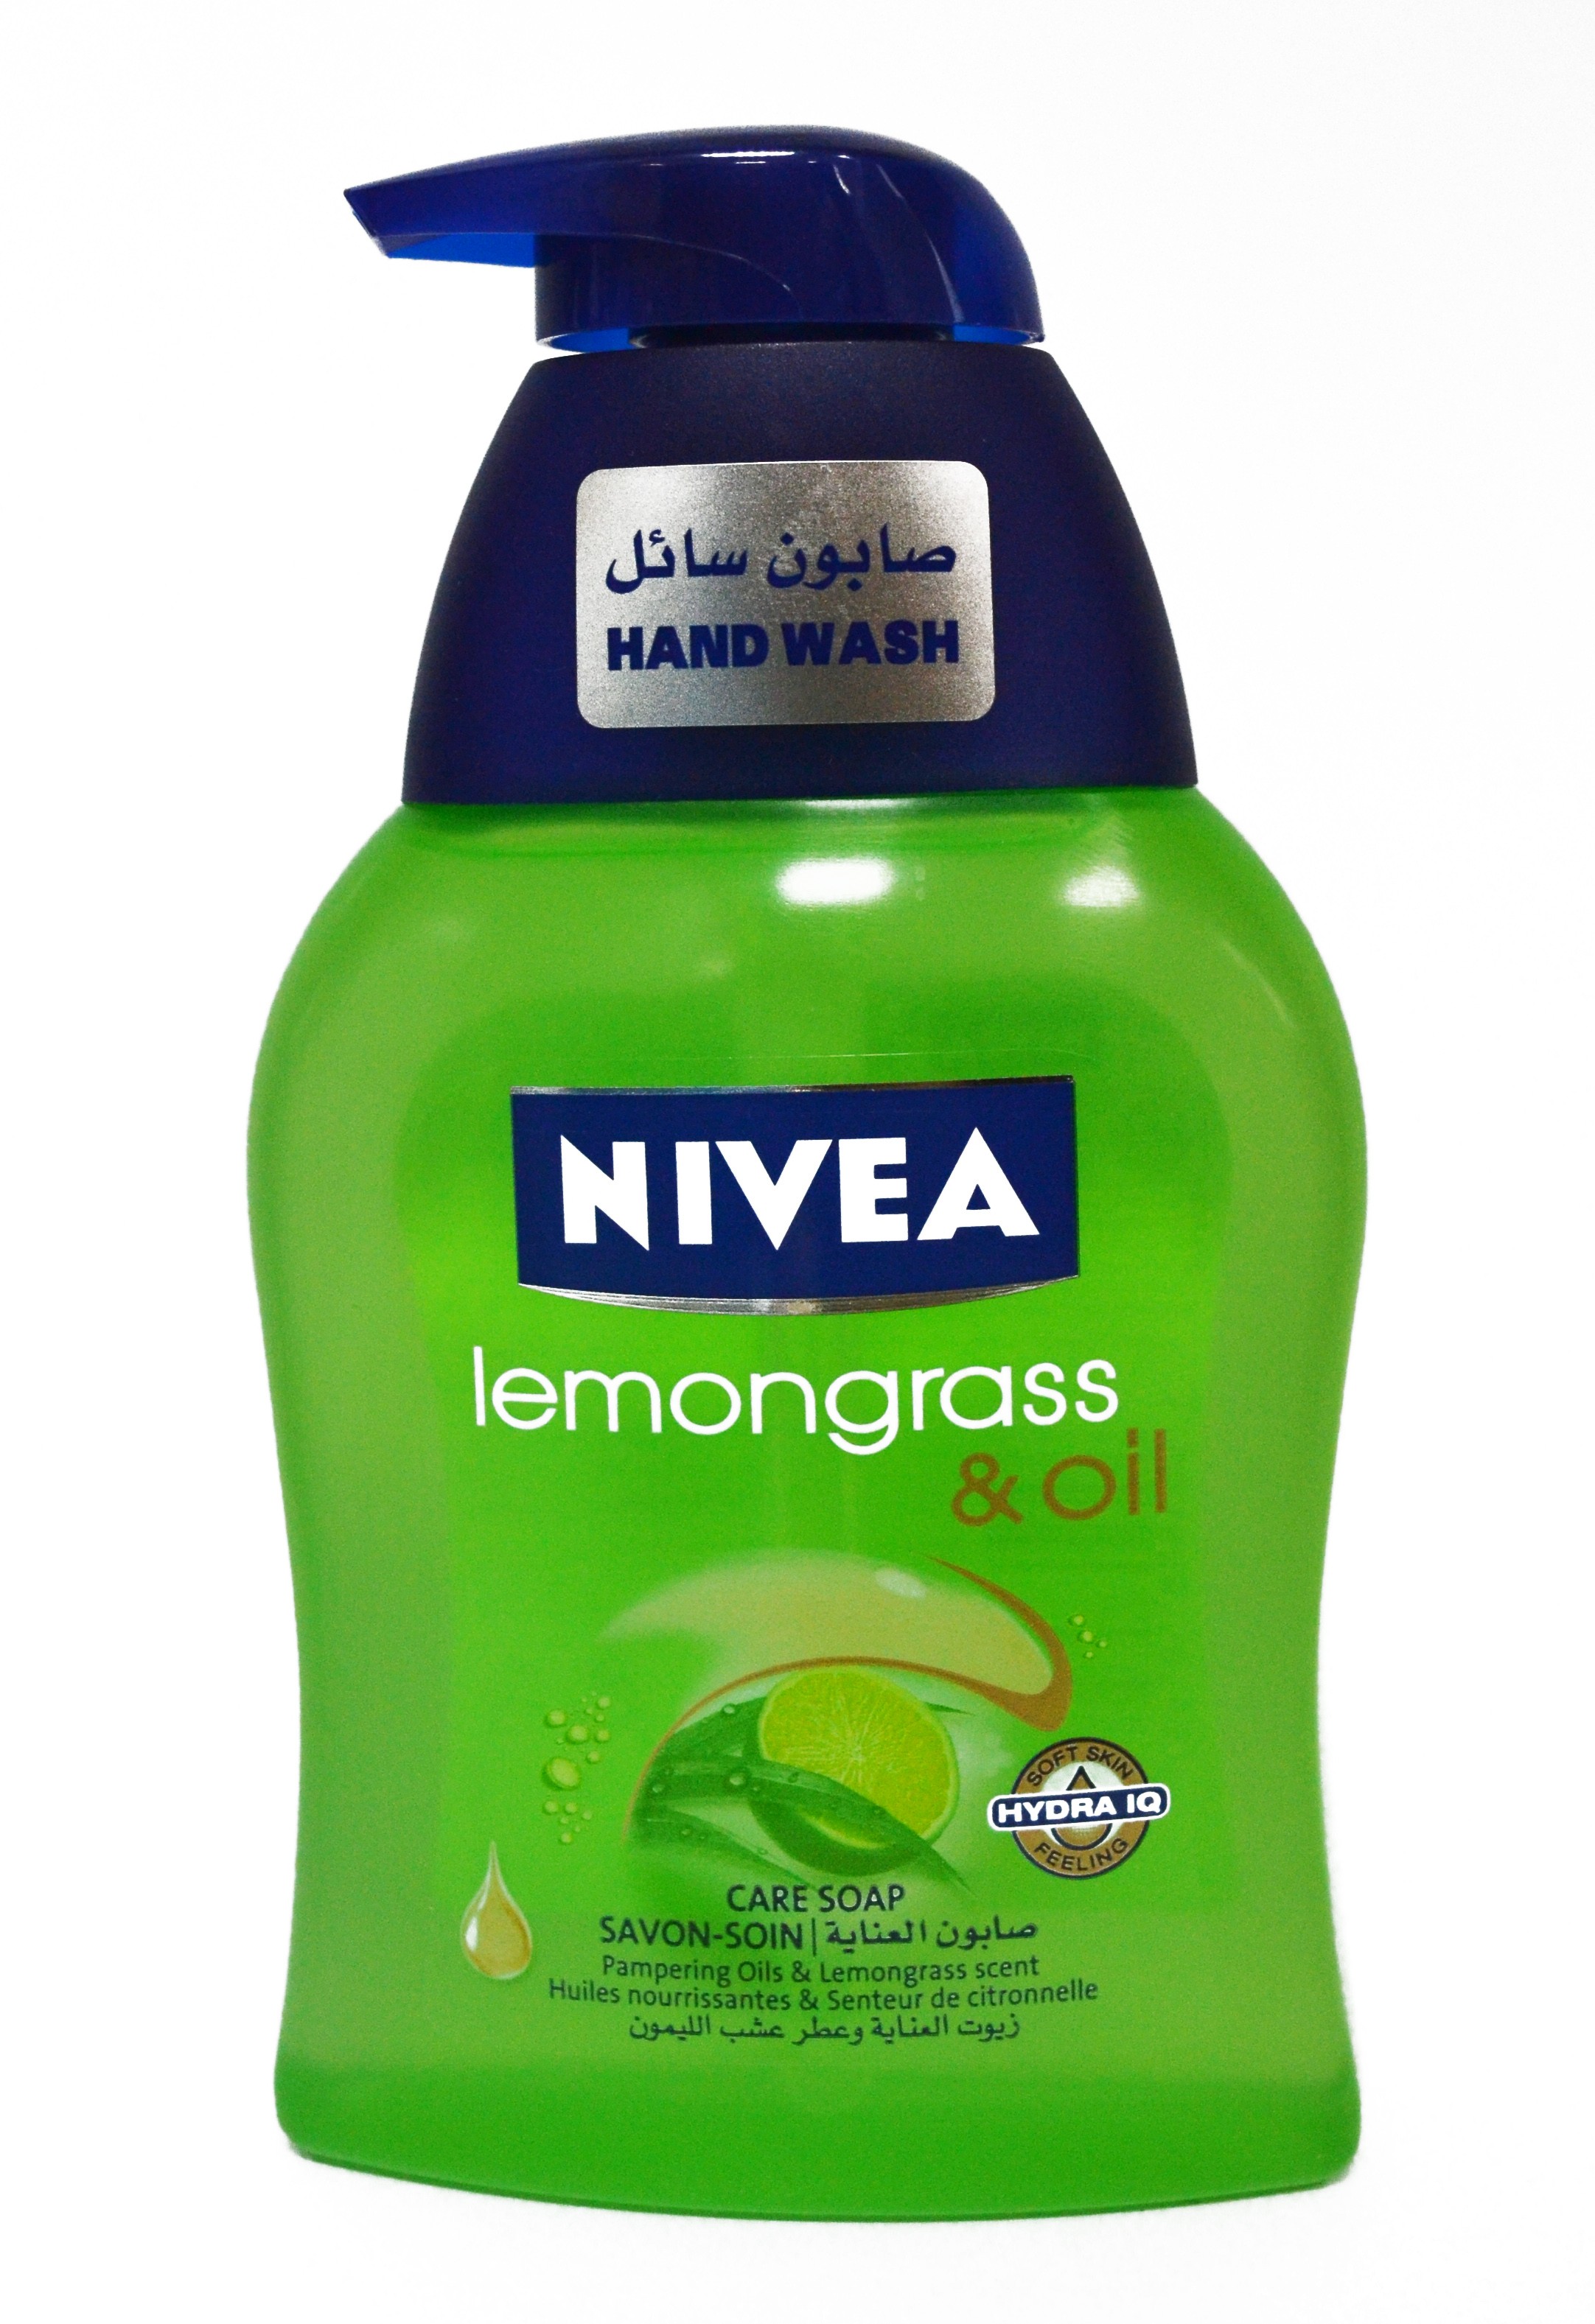 صابون سائل
HAND WASH
NIVEA
lemongrass
& oil
SOFT SKIN
HYDRA IQ
FEELING
CARE SOAP
SAVON-SOIN | صابون العناية
Pampering Oils & Lemongrass scent
Huiles nourrissantes & Senteur de citronnelle
زيوت العناية وعطر عشب الليمون